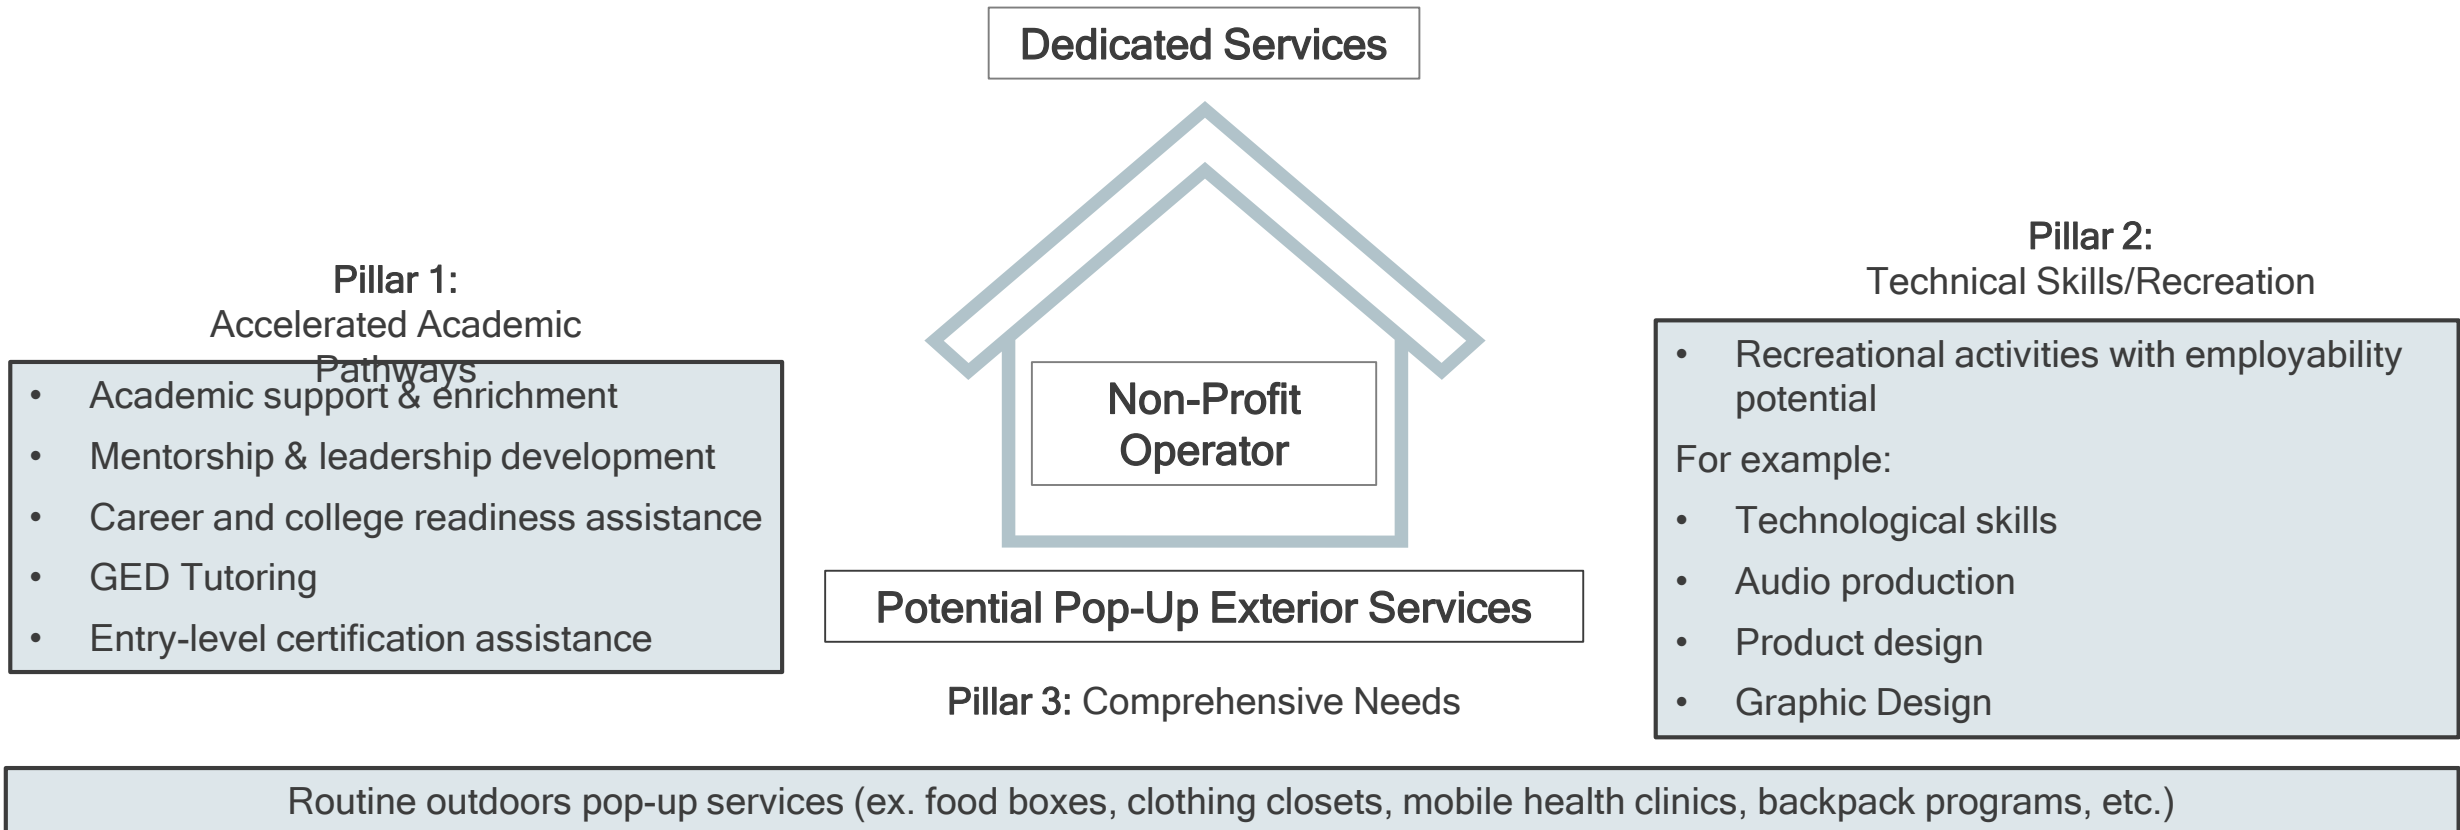 Dedicated Services
Pillar 1:
Accelerated Academic
Pathways
• Academic support & enrichment
• Mentorship & leadership development
• Career and college readiness assistance
• GED Tutoring
• Entry-level certification assistance
Non-Profit
Operator
Pillar 2:
Technical Skills/Recreation
• Recreational activities with employability
potential
For example:
• Technological skills
• Audio production
• Product design
• Graphic Design
Potential Pop-Up Exterior Services
Pillar 3: Comprehensive Needs
Routine outdoors pop-up services (ex. food boxes, clothing closets, mobile health clinics, backpack programs, etc.)